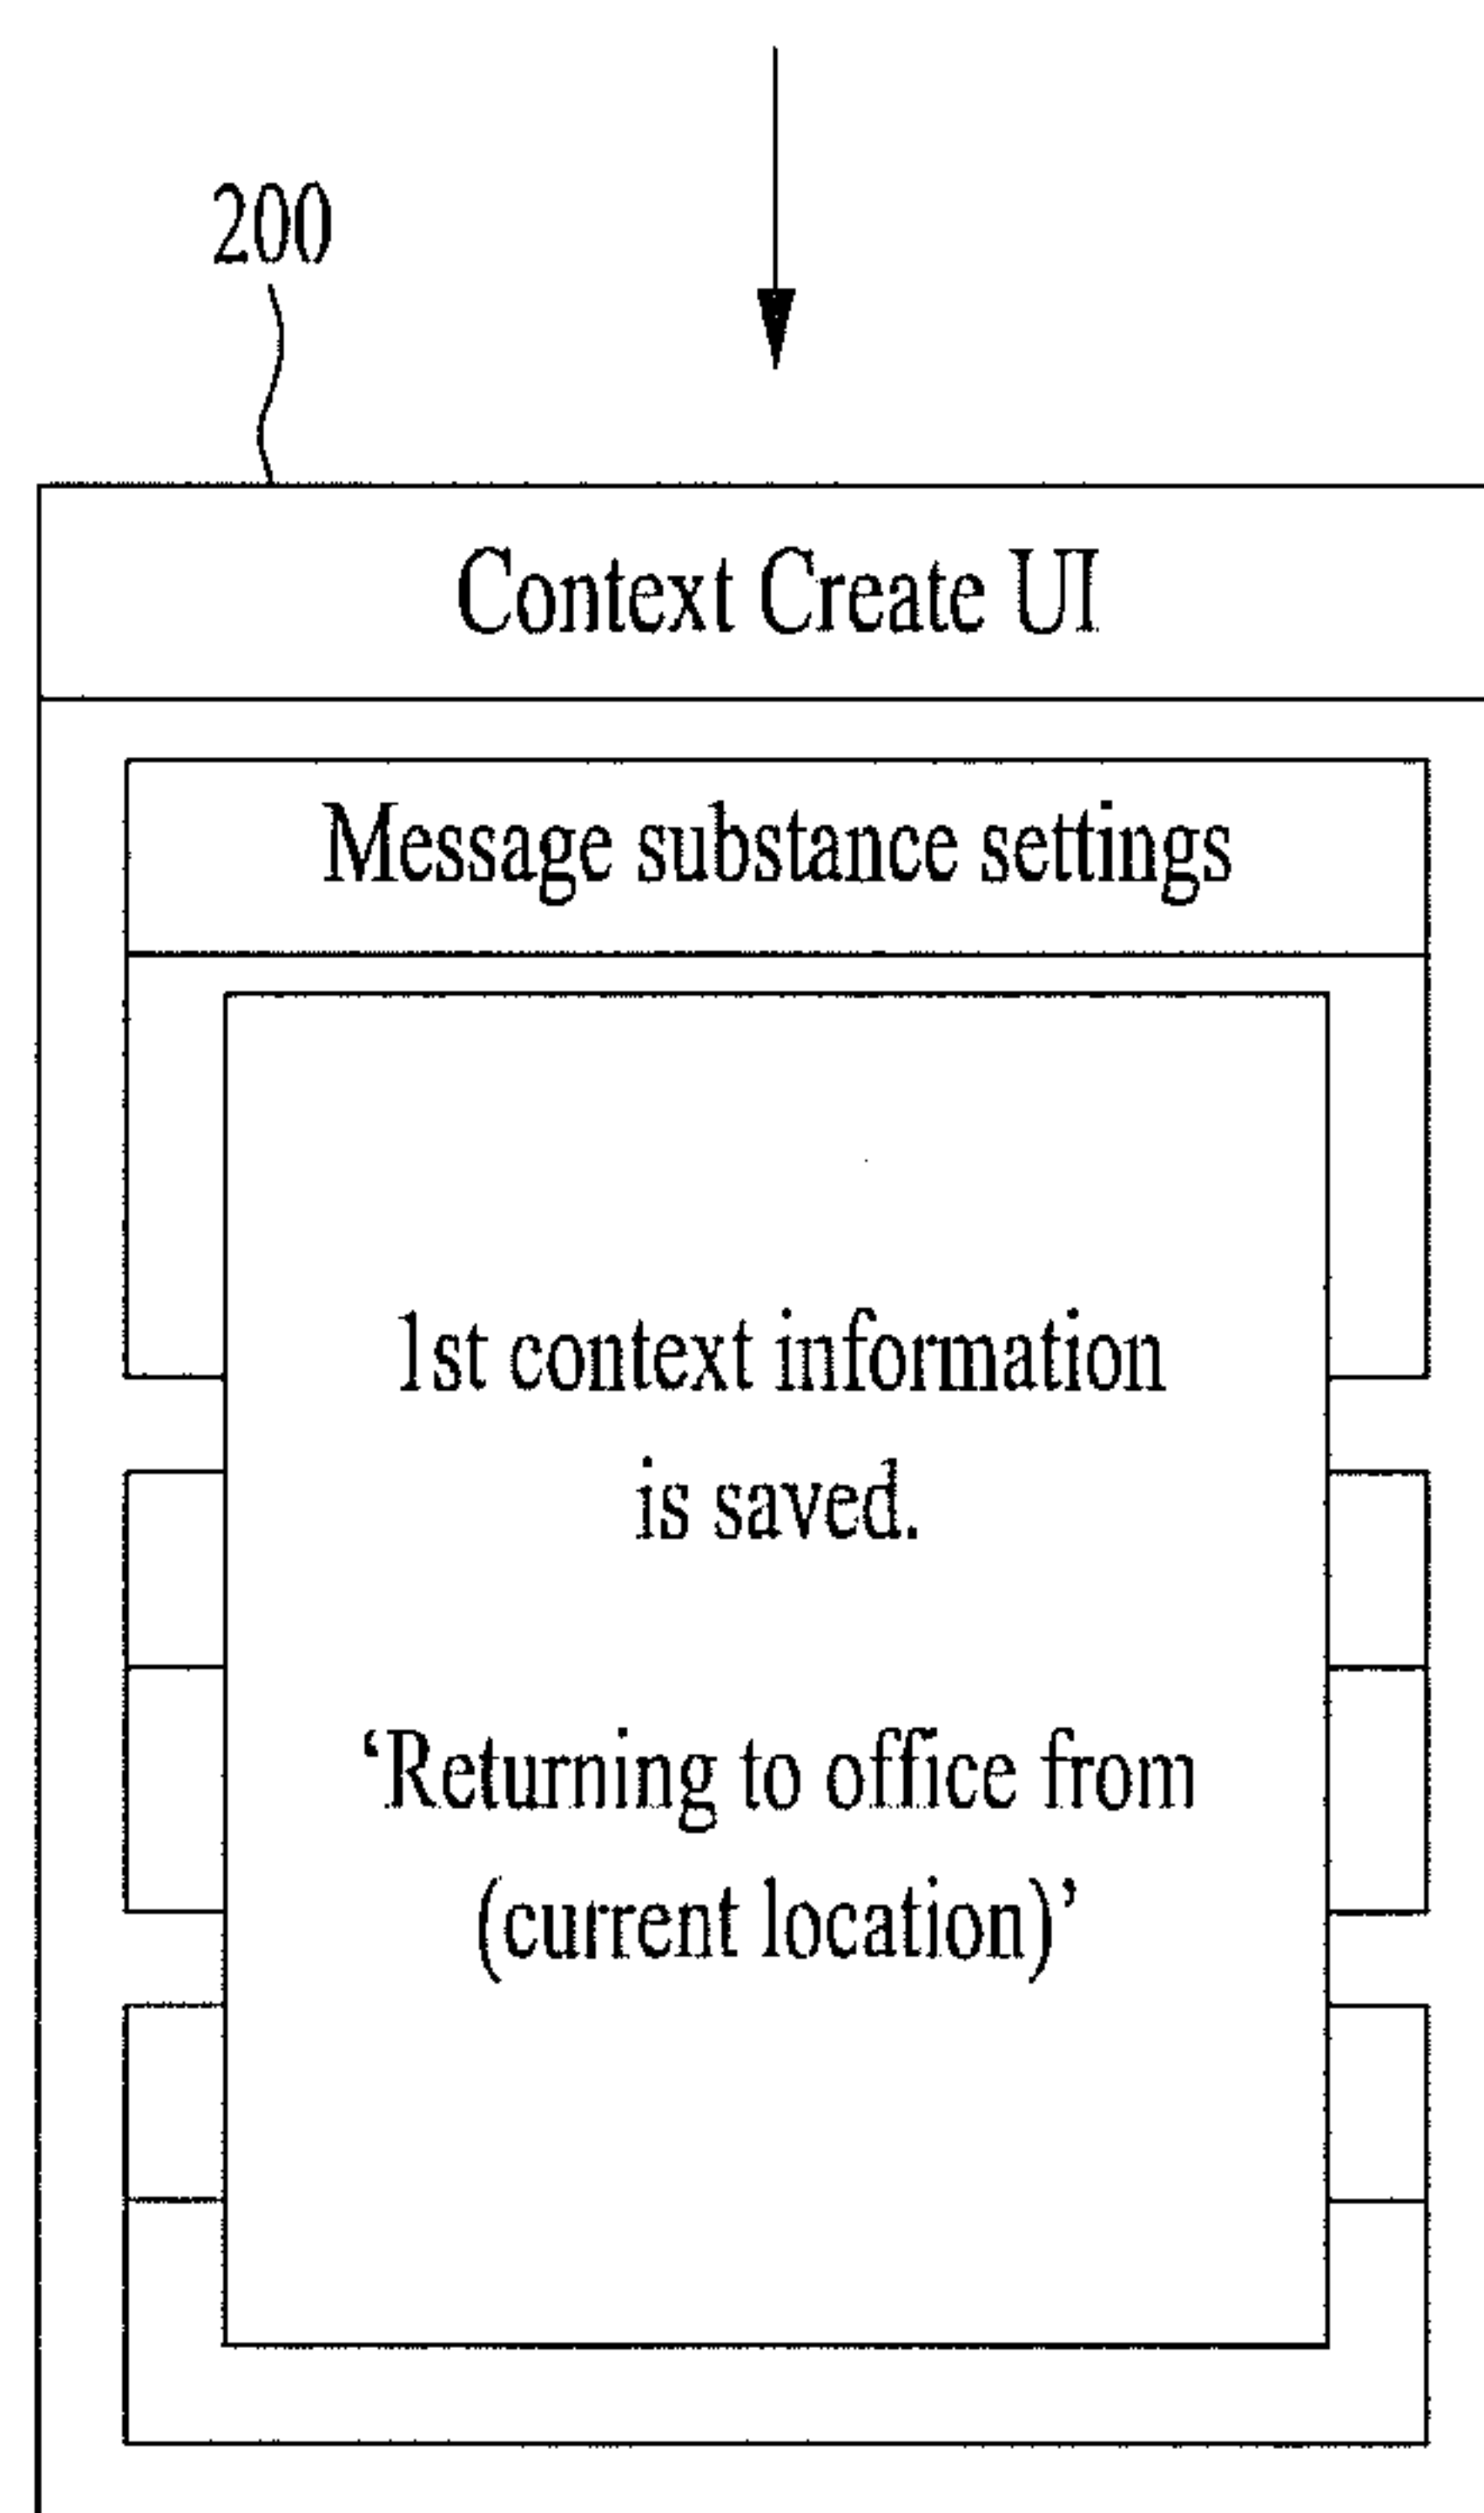 200
Context Create UI
Message substance settings
1st context information
is saved.
‘Returning to office from
(current location)’